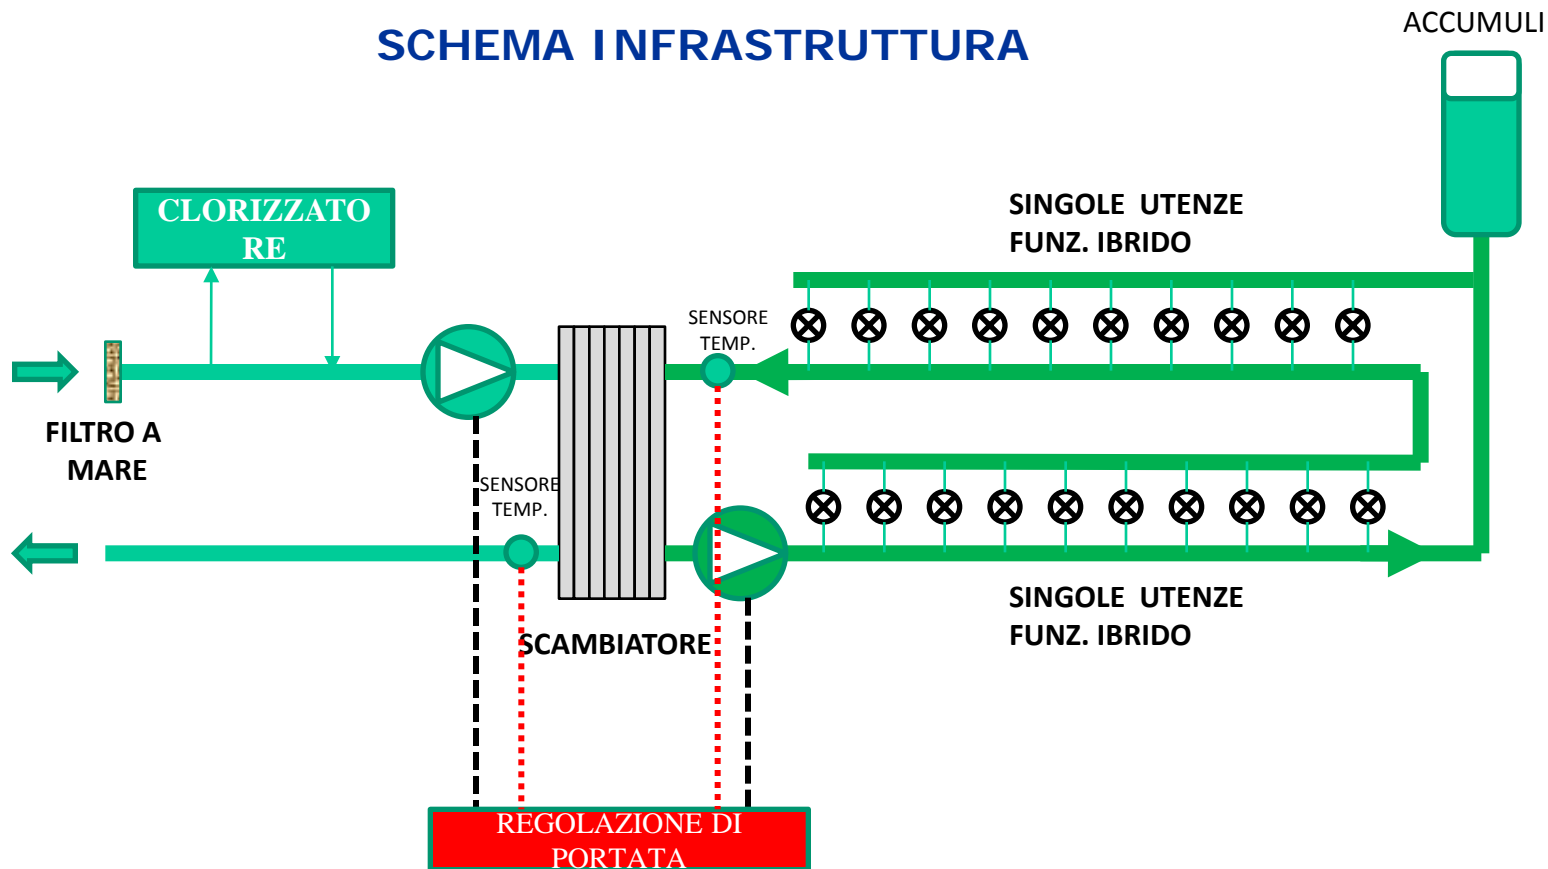 SCHEMA INFRASTRUTTURA
ACCUMULI
CLORIZZATO
RE
SINGOLE UTENZE
FUNZ. IBRIDO
SENSORE
TEMP.
FILTRO A
MARE
SENSORE
TEMP.
SCAMBIATORE
SINGOLE UTENZE
FUNZ. IBRIDO
REGOLAZIONE DI
PORTATA